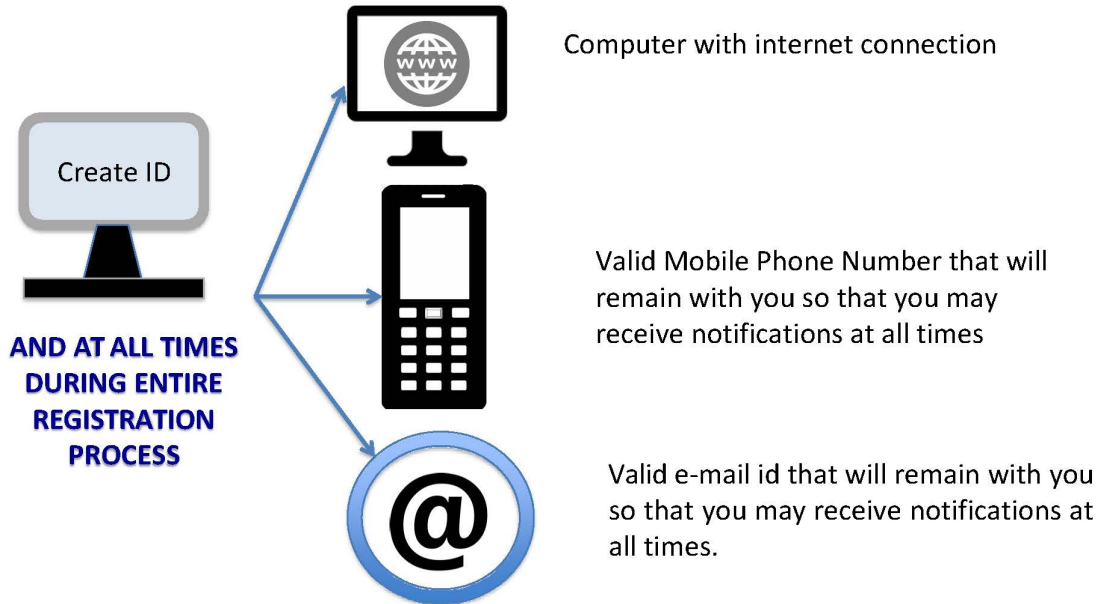 Computer with internet connection
WWW
Create ID
AND AT ALL TIMES
DURING ENTIRE
REGISTRATION
PROCESS
Valid Mobile Phone Number that will
remain with you so that you may
receive notifications at all times
@
Valid e-mail id that will remain with you
so that you may receive notifications at
all times.